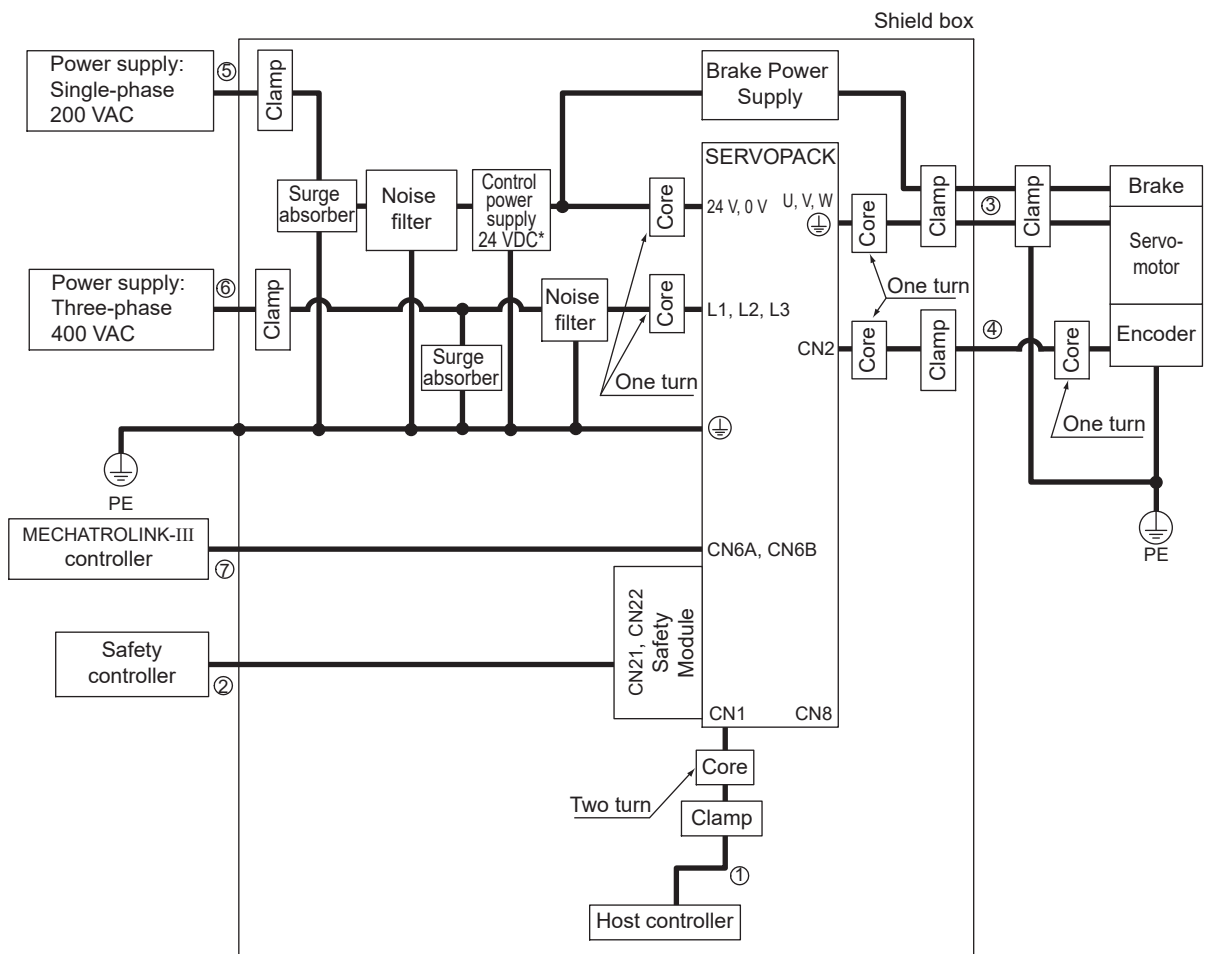 Shield box
Power supply:
Single-phase
200 VAC
⑤
Clamp
Brake Power
Supply
SERVOPACK
Surge
absorber
Noise
filter
Control
power
supply
24 VDC*
Core
24 V, 0 V
U, V, W
Core
Clamp
③
Clamp
Brake
Servo-
motor
Encoder
Power supply:
Three-phase
400 VAC
⑥
Clamp
Surge
absorber
Noise
filter
Core
L1, L2, L3
One turn
One turn
CN2
Core
Clamp
④
Core
One turn
PE
PE
MECHATROLINK-III
controller
⑦
CN6A, CN6B
Safety
controller
②
CN21, CN22
Safety
Module
CN1
CN8
Core
Two turn
Clamp
①
Host controller